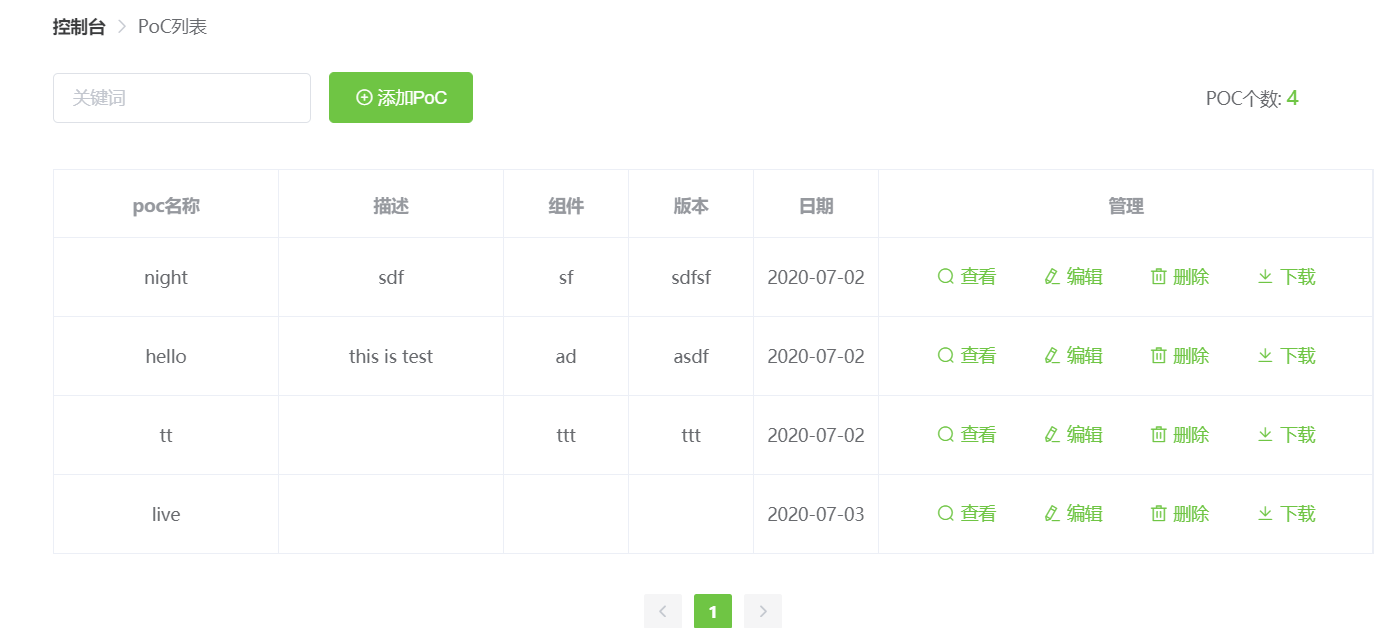 控制台 PoC列表
关键词 添加PoC POC个数: 4
poc名称 描述 组件 版本 日期 管理
night sdf sf sdfsf 2020-07-02 查看 编辑 删除 下载
hello this is test ad asdf 2020-07-02 查看 编辑 删除 下载
tt ttt ttt 2020-07-02 查看 编辑 删除 下载
live 2020-07-03 查看 编辑 删除 下载
1